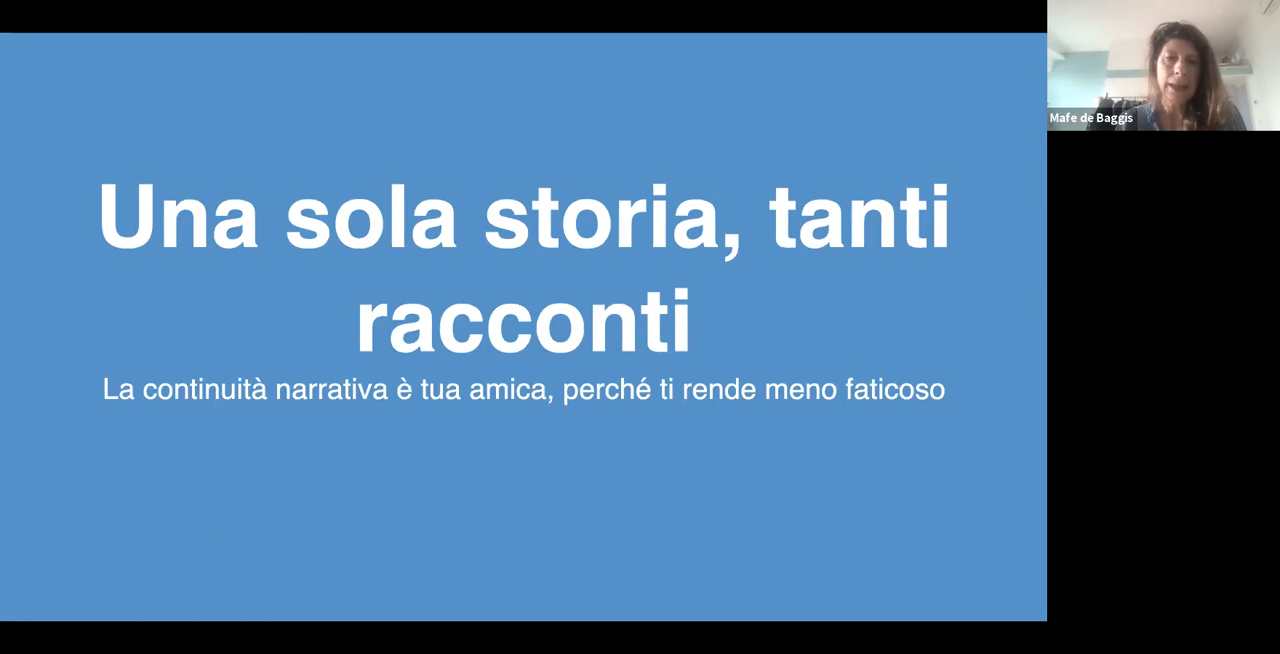 Una sola storia, tanti
racconti
La continuità narrativa è tua amica, perché ti rende meno faticoso
Mafe de Baggis